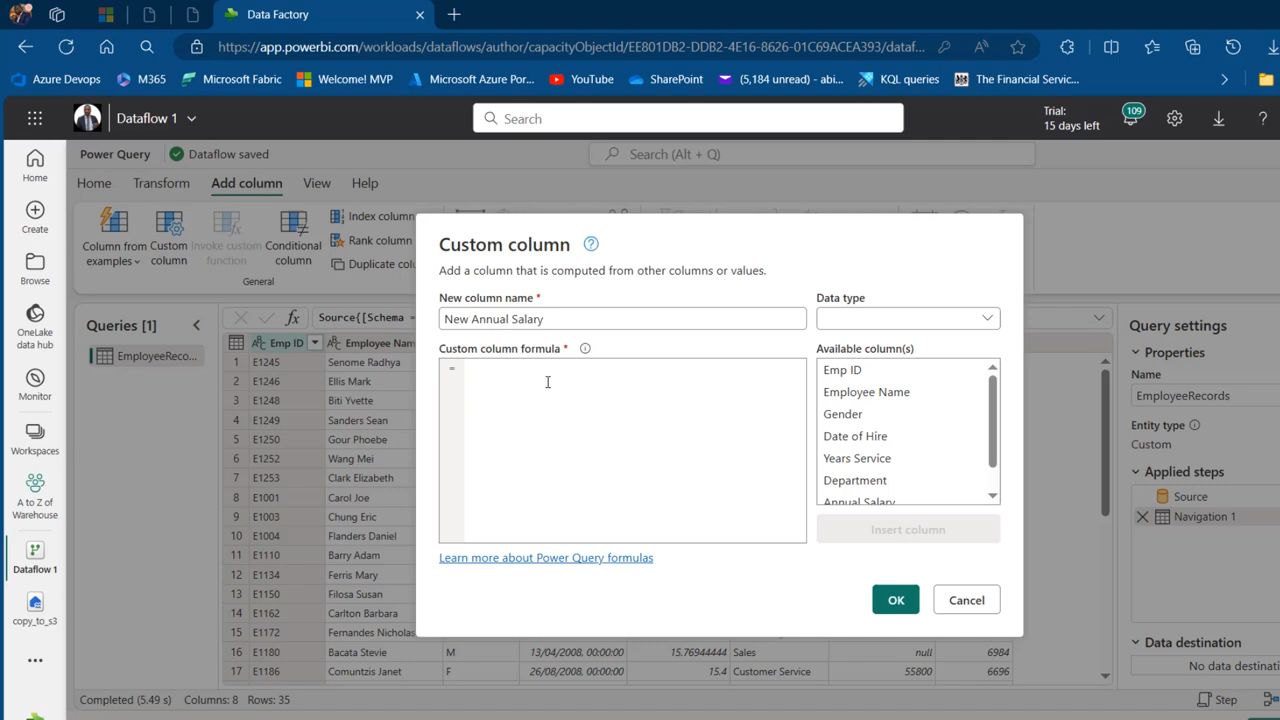 Data Factory
https://app.powerbi.com/workloads/dataflows/author/capacityObjectId/EE801DB2-DDB2-4E16-8626-01C69ACEA393/dataf...
Azure Devops
M365
Microsoft Fabric
Welcome! MVP
Microsoft Azure Por...
YouTube
SharePoint
(5,184 unread) - abi...
KQL queries
The Financial Servic...
Dataflow 1
Search
Trial:
15 days left
109
?
Power Query
Dataflow saved
Search (Alt + Q)
Home
Transform
Add column
View
Help
Column from
examples
Custom
column
Invoke custom
function
Conditional
column
Index column
Rank column
Duplicate colu
General
Home
Create
Browse
OneLake
data hub
Monitor
Workspaces
A to Z of
Warehouse
Dataflow 1
copy_to_s3
Queries [1]
EmployeeReco...
fx
Source{[Schema =
Emp ID
Employee Nam
1 E1245 Senome Radhya
2 E1246 Ellis Mark
3 E1248 Biti Yvette
4 E1249 Sanders Sean
5 E1250 Gour Phoebe
6 E1252 Wang Mei
7 E1253 Clark Elizabeth
8 E1001 Carol Joe
9 E1003 Chung Eric
10 E1004 Flanders Daniel
11 E1110 Barry Adam
12 E1134 Ferris Mary
13 E1150 Filosa Susan
14 E1162 Carlton Barbara
15 E1172 Fernandes Nicholas
16 E1180 Bacata Stevie M 13/04/2008, 00:00:00 15.76944444 Sales null 6984
17 E1186 Comuntzis Janet F 26/08/2008, 00:00:00 15.4 Customer Service 55800 6696
Custom column
?
Add a column that is computed from other columns or values.
New column name *
New Annual Salary
Data type
Custom column formula *
=
Available column(s)
Emp ID
Employee Name
Gender
Date of Hire
Years Service
Department
Annual Salary
Insert column
Learn more about Power Query formulas
OK
Cancel
Query settings
Properties
Name
EmployeeRecords
Entity type
Custom
Applied steps
Source
Navigation 1
Data destination
No data destinati
Completed (5.49 s)
Columns: 8
Rows: 35
Step